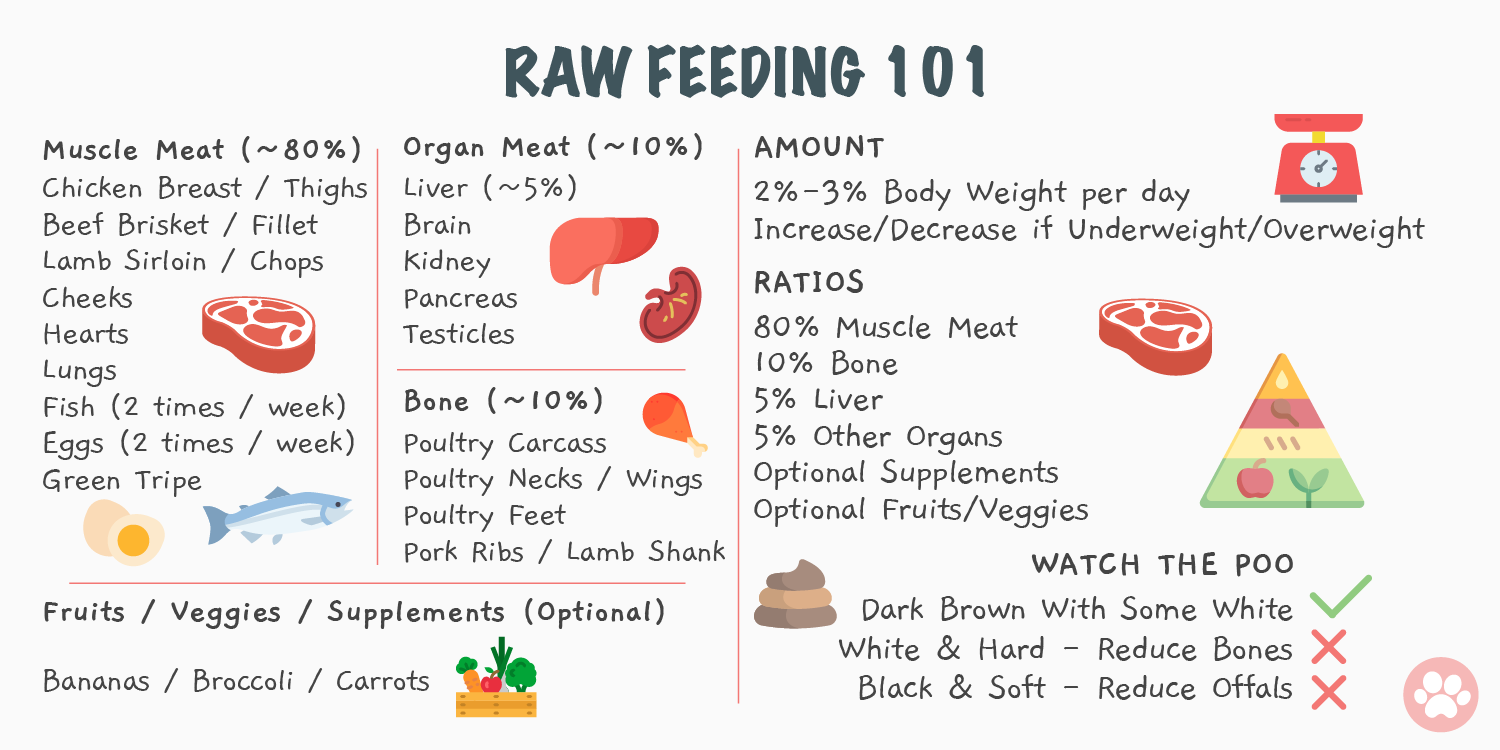 RAW FEEDING 101
Muscle Meat (~80%)
Chicken Breast / Thighs
Beef Brisket / Fillet
Lamb Sirloin / Chops
Cheeks
Hearts
Lungs
Fish (2 times / week)
Eggs (2 times / week)
Green Tripe
Organ Meat (~10%)
Liver (~5%)
Brain
Kidney
Pancreas
Testicles
Bone (~10%)
Poultry Carcass
Poultry Necks / Wings
Poultry Feet
Pork Ribs / Lamb Shank
Fruits / Veggies / Supplements (Optional)
Bananas / Broccoli / Carrots
AMOUNT
2%-3% Body Weight per day
Increase/Decrease if Underweight/Overweight
RATIOS
80% Muscle Meat
10% Bone
5% Liver
5% Other Organs
Optional Supplements
Optional Fruits/Veggies
WATCH THE POO
Dark Brown With Some White
White & Hard - Reduce Bones
Black & Soft - Reduce Offals